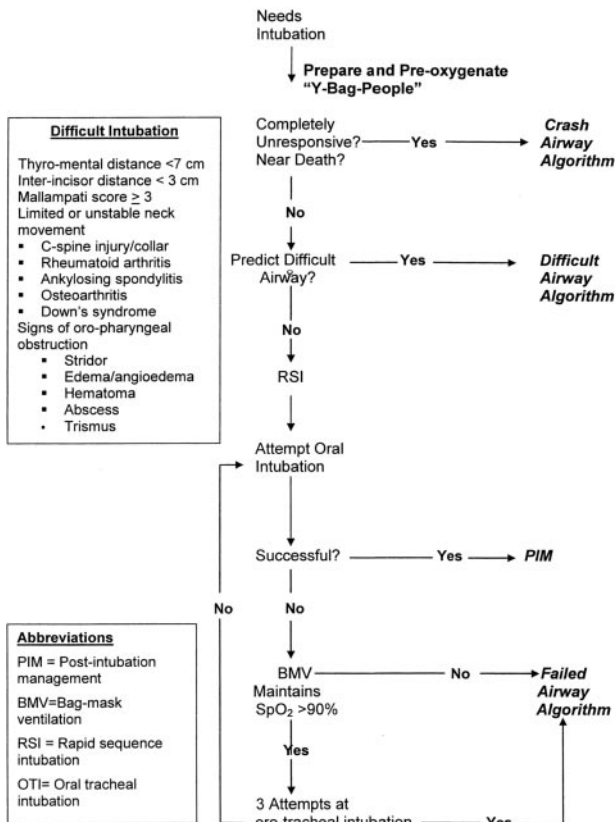 Needs
Intubation
Prepare and Pre-oxygenate
“Y-Bag-People”
Difficult Intubation
Thyro-mental distance <7 cm
Inter-incisor distance < 3 cm
Mallampati score ≥ 3
Limited or unstable neck
movement
▪ C-spine injury/collar
▪ Rheumatoid arthritis
▪ Ankylosing spondylitis
▪ Osteoarthritis
▪ Down’s syndrome
Signs of oro-pharyngeal
obstruction
▪ Stridor
▪ Edema/angioedema
▪ Hematoma
▪ Abscess
• Trismus
Completely
Unresponsive?
Near Death?
Yes
Crash
Airway
Algorithm
No
Predict Difficult
Airway?
Yes
Difficult
Airway
Algorithm
No
RSI
Attempt Oral
Intubation
Successful?
Yes
PIM
No
No
BMV
Maintains
SpO₂ >90%
No
Failed
Airway
Algorithm
Yes
3 Attempts at
oro-tracheal intubation
Yes
Abbreviations
PIM = Post-intubation
management
BMV=Bag-mask
ventilation
RSI = Rapid sequence
intubation
OTI= Oral tracheal
intubation